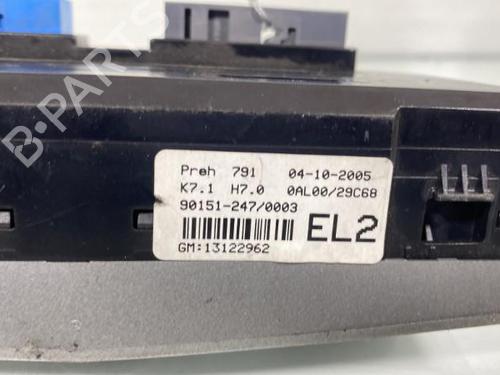 B-PARTS
Preh 791 04-10-2005
K7.1 H7.0 0AL00/29C68
90151-247/0003
EL2
GM:13122962